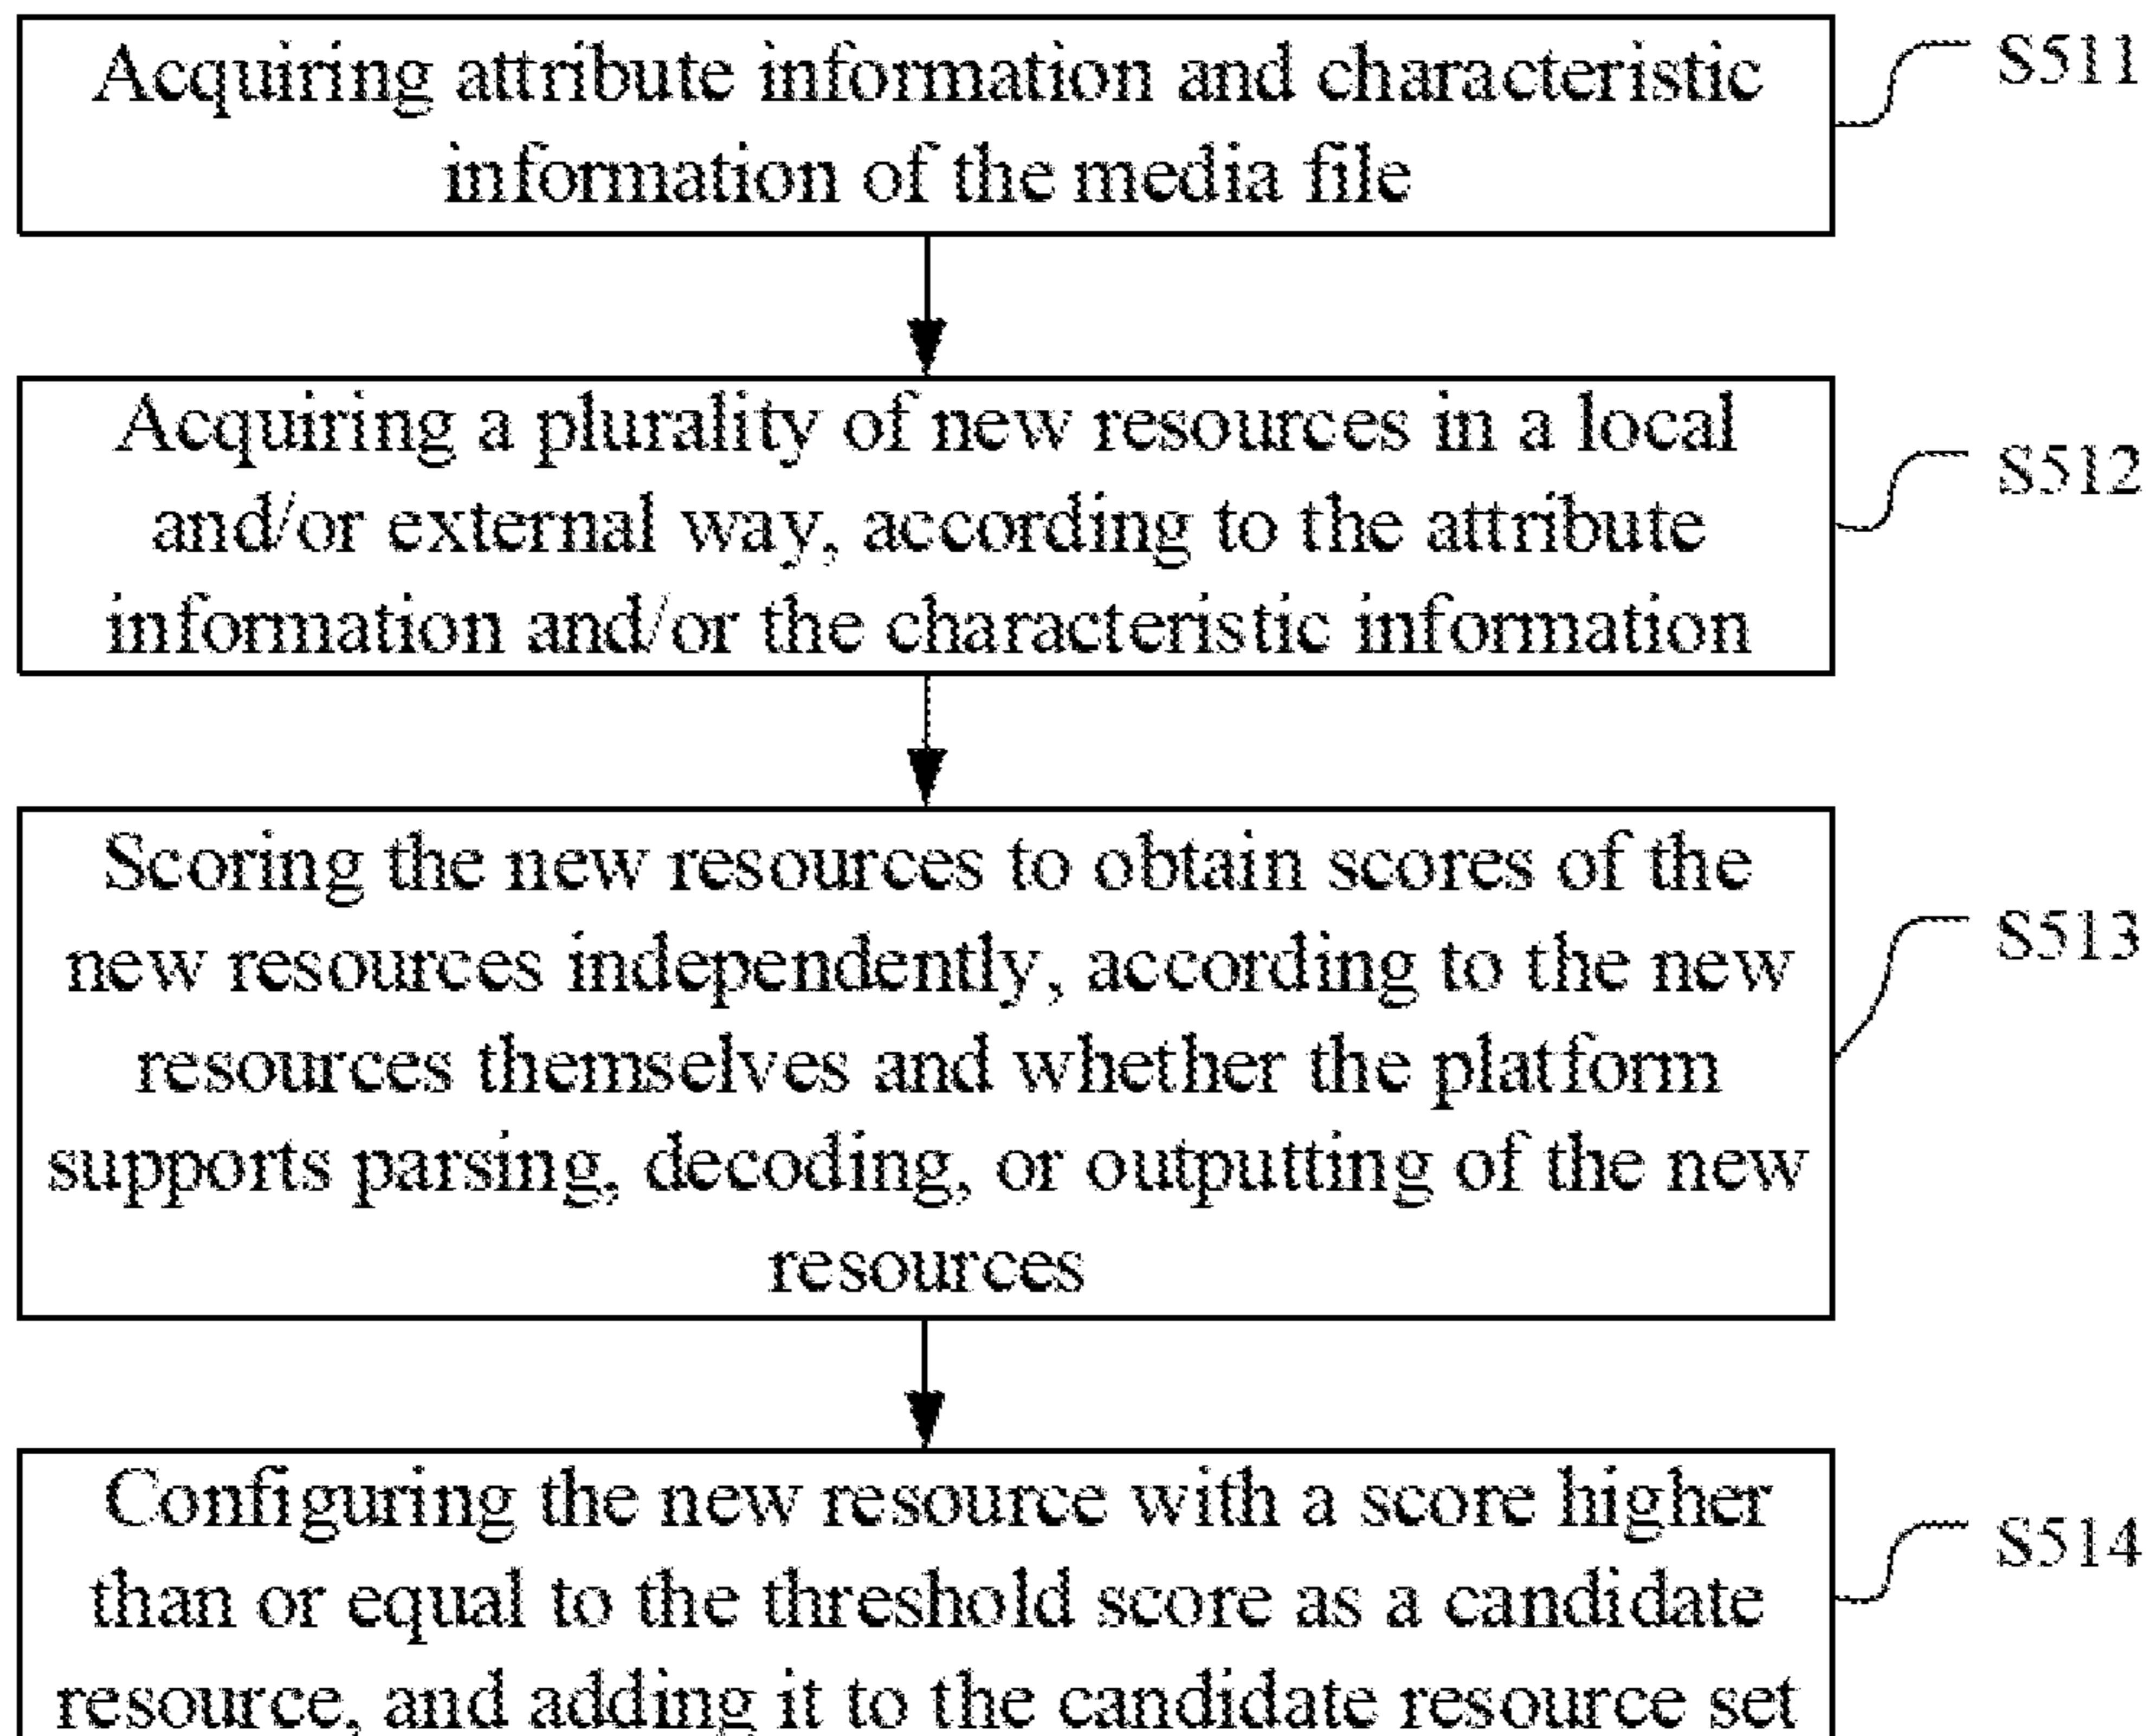 Acquiring attribute information and characteristic
information of the media file
S511
Acquiring a plurality of new resources in a local
and/or external way, according to the attribute
information and/or the characteristic information
S512
Scoring the new resources to obtain scores of the
new resources independently, according to the new
resources themselves and whether the platform
supports parsing, decoding, or outputting of the new
resources
S513
Configuring the new resource with a score higher
than or equal to the threshold score as a candidate
resource, and adding it to the candidate resource set
S514